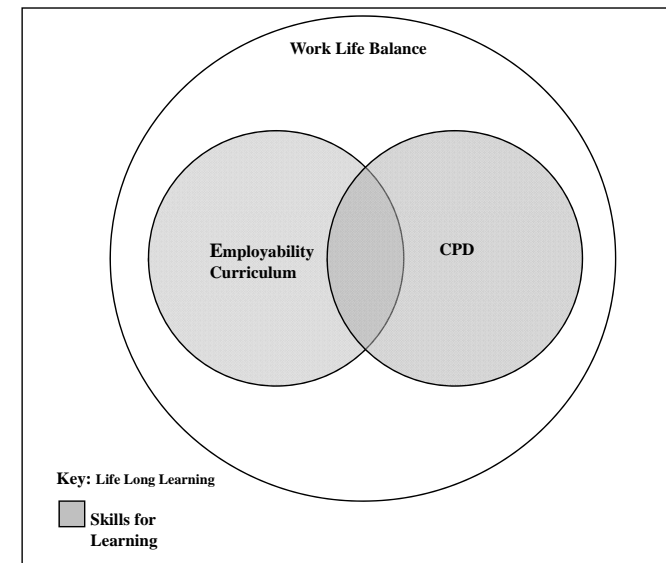 Work Life Balance
Employability
Curriculum
CPD
Key: Life Long Learning
Skills for
Learning